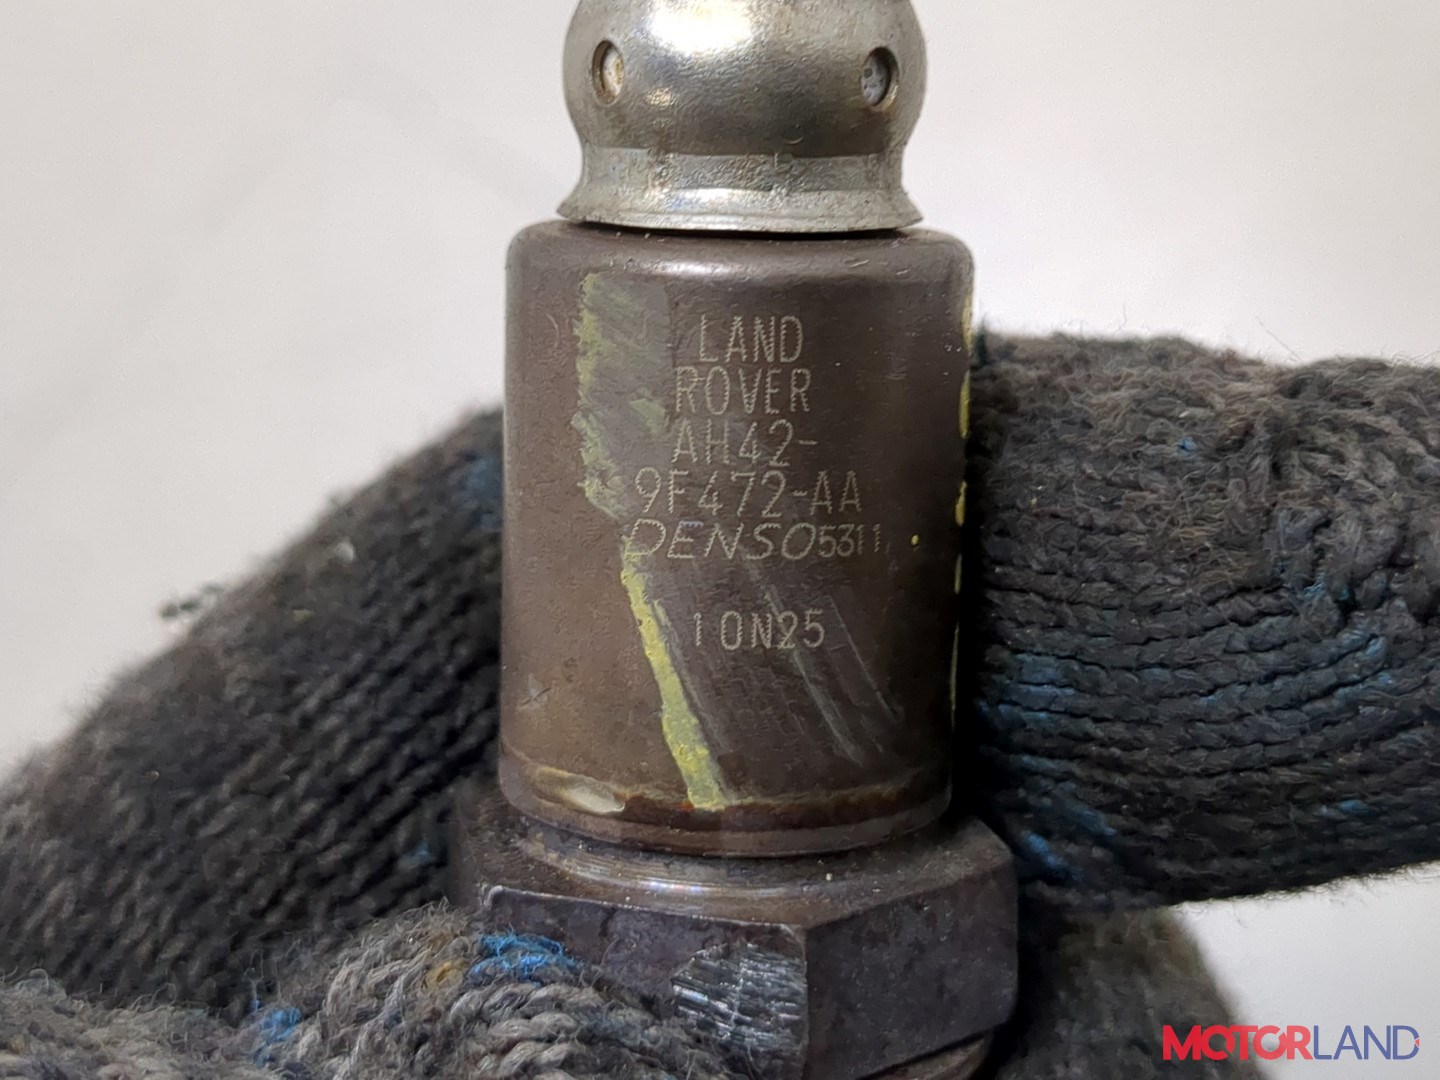 LAND
ROVER
AH42-
9F472-AA
DENSO5311
10N25
MOTORLAND